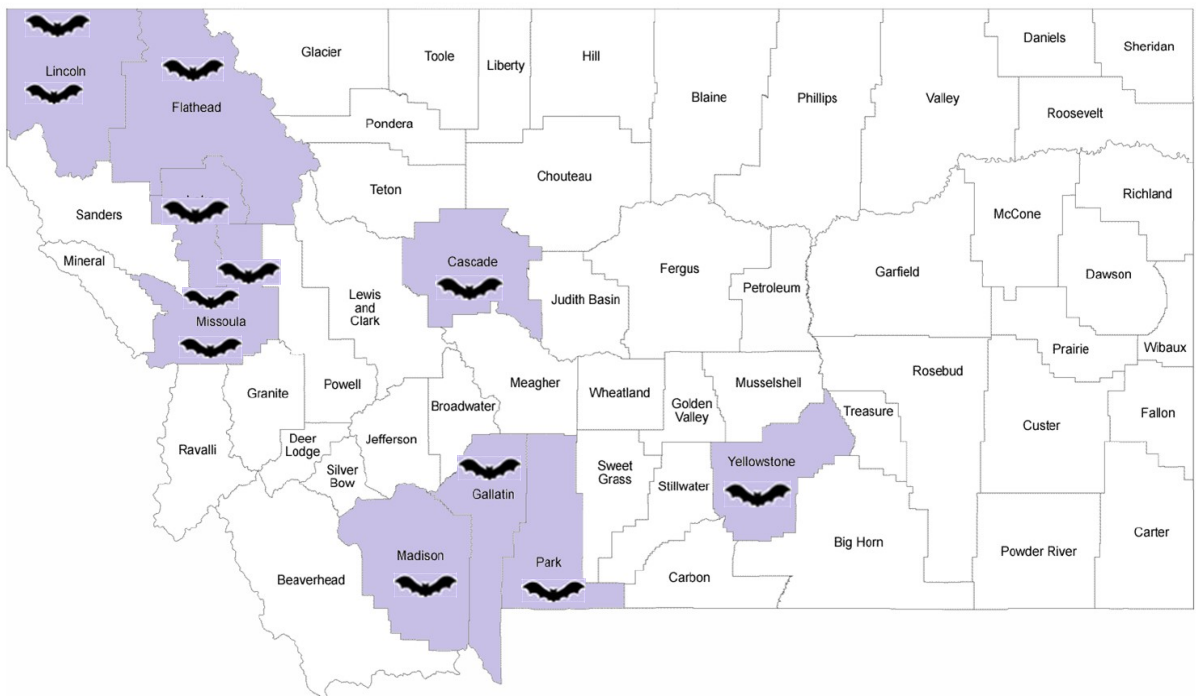 Lincoln
Flathead
Glacier
Toole
Liberty
Hill
Blaine
Phillips
Valley
Daniels
Sheridan
Roosevelt
Pondera
Teton
Chouteau
Sanders
Mineral
Missoula
Cascade
Lewis
and
Clark
Judith Basin
Fergus
Petroleum
Garfield
McCone
Richland
Dawson
Prairie
Wibaux
Ravalli
Granite
Powell
Deer
Lodge
Silver
Bow
Jefferson
Broadwater
Meagher
Wheatland
Golden
Valley
Musselshell
Treasure
Rosebud
Custer
Fallon
Beaverhead
Madison
Gallatin
Park
Sweet
Grass
Stillwater
Yellowstone
Carbon
Big Horn
Powder River
Carter